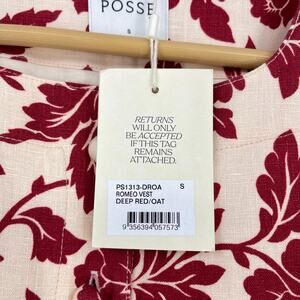 POSSE
S
RETURNS
WILL ONLY
BE ACCEPTED
IF THIS TAG
REMAINS
ATTACHED.
PS1313-DROA S
ROMEO VEST
DEEP RED/OAT
9 356394 057573